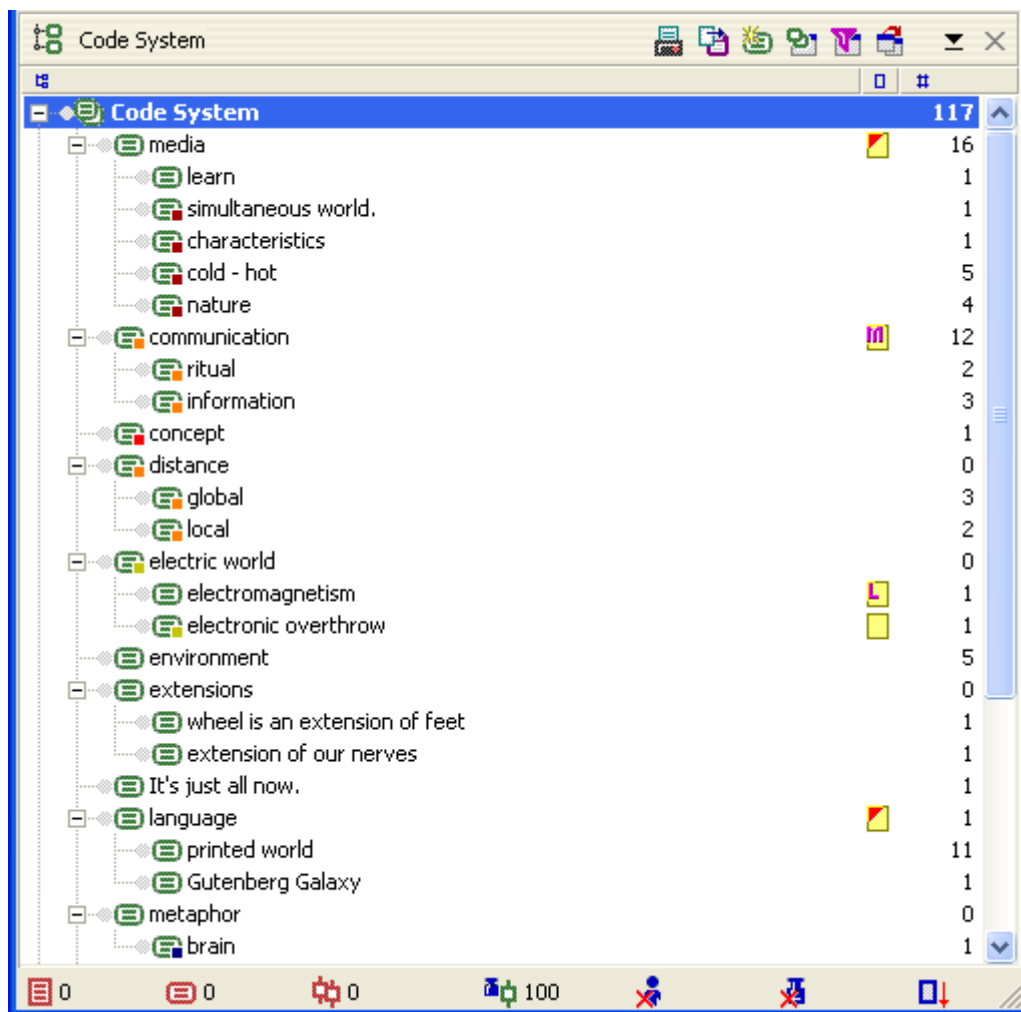 Code System
#
Code System 117
media 16
learn 1
simultaneous world. 1
characteristics 1
cold - hot 5
nature 4
communication M 12
ritual 2
information 3
concept 1
distance 0
global 3
local 2
electric world 0
electromagnetism L 1
electronic overthrow 1
environment 5
extensions 0
wheel is an extension of feet 1
extension of our nerves 1
It's just all now. 1
language 1
printed world 11
Gutenberg Galaxy 1
metaphor 0
brain 1
0 0 0 100